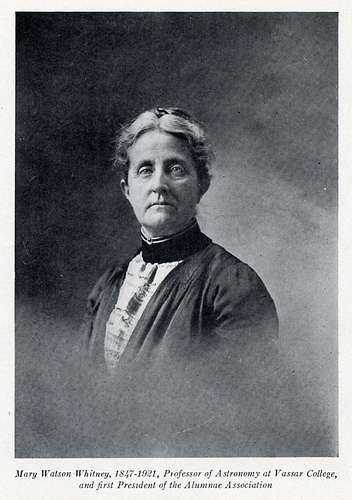 Mary Watson Whitney, 1847-1921, Professor of Astronomy at Vassar College,
and first President of the Alumnae Association